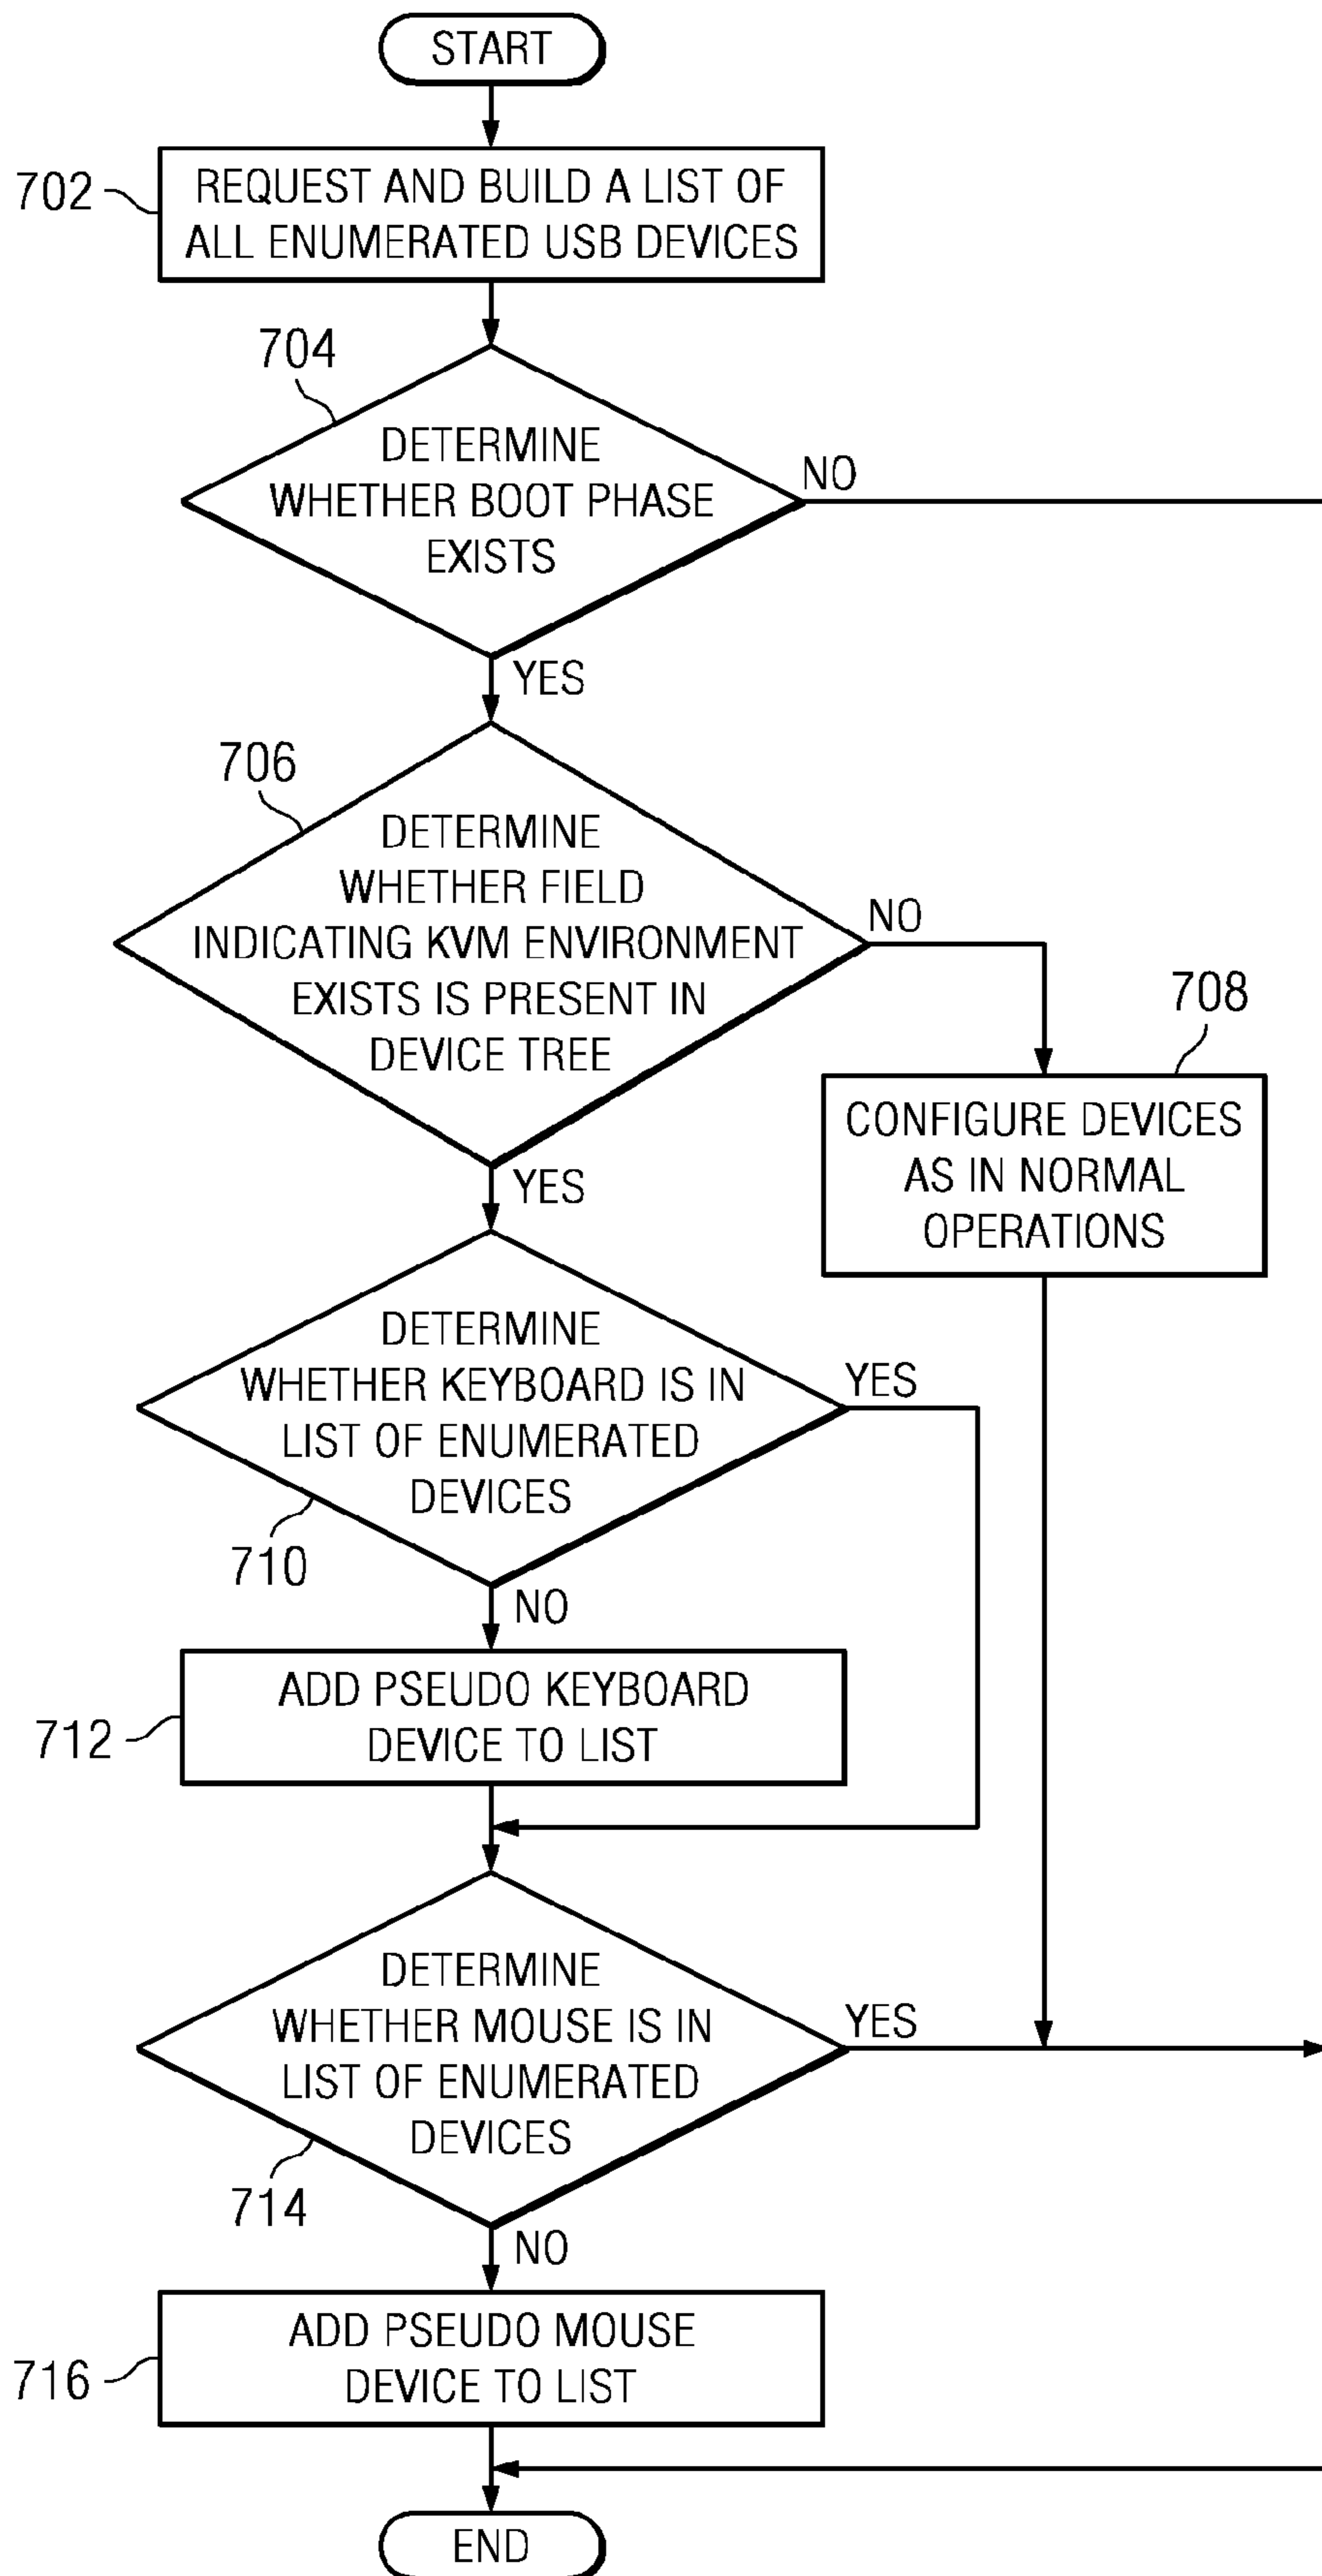 START
702
REQUEST AND BUILD A LIST OF
ALL ENUMERATED USB DEVICES
704
DETERMINE
WHETHER BOOT PHASE
EXISTS
NO
YES
706
DETERMINE
WHETHER FIELD
INDICATING KVM ENVIRONMENT
EXISTS IS PRESENT IN
DEVICE TREE
NO
YES
708
CONFIGURE DEVICES
AS IN NORMAL
OPERATIONS
DETERMINE
WHETHER KEYBOARD IS IN
LIST OF ENUMERATED
DEVICES
YES
710
NO
712
ADD PSEUDO KEYBOARD
DEVICE TO LIST
DETERMINE
WHETHER MOUSE IS IN
LIST OF ENUMERATED
DEVICES
YES
714
NO
716
ADD PSEUDO MOUSE
DEVICE TO LIST
END